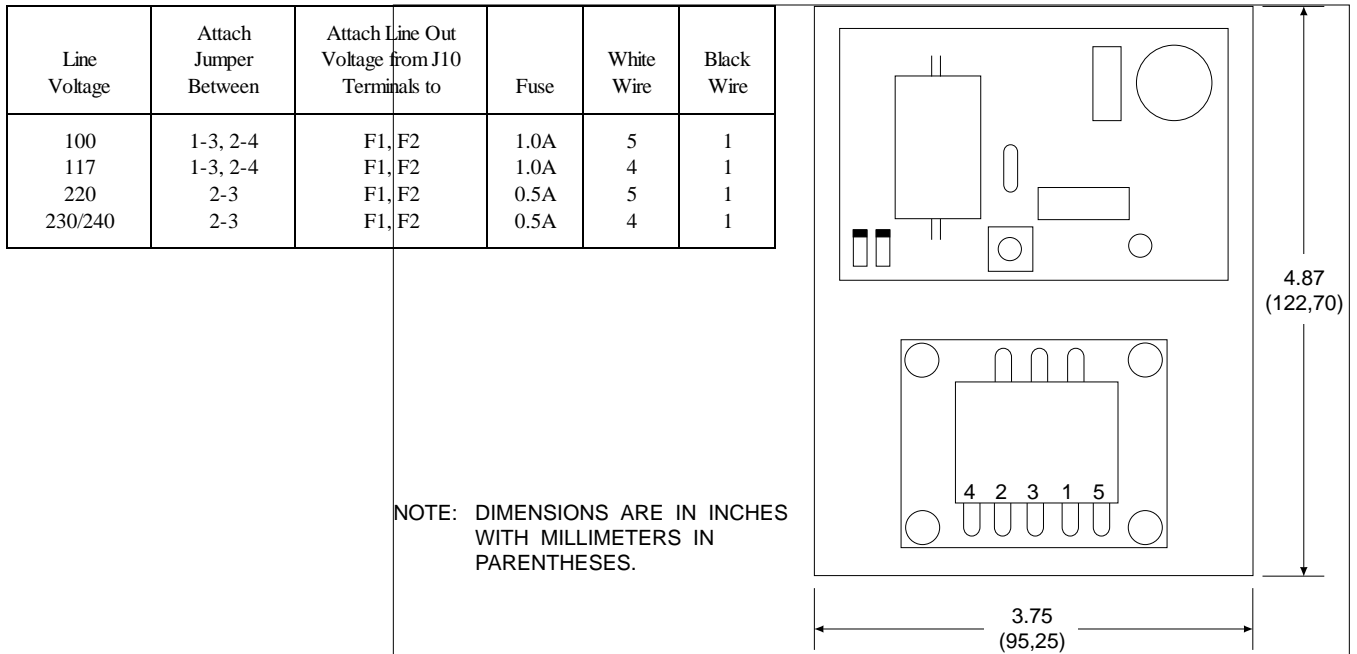 Line Voltage | Attach Jumper Between | Attach Line Out Voltage from J10 Terminals to | Fuse | White Wire | Black Wire
100 | 1-3, 2-4 | F1, F2 | 1.0A | 5 | 1
117 | 1-3, 2-4 | F1, F2 | 1.0A | 4 | 1
220 | 2-3 | F1, F2 | 0.5A | 5 | 1
230/240 | 2-3 | F1, F2 | 0.5A | 4 | 1
4.87
(122,70)
4 2 3 1 5
NOTE: DIMENSIONS ARE IN INCHES
WITH MILLIMETERS IN
PARENTHESES.
3.75
(95,25)